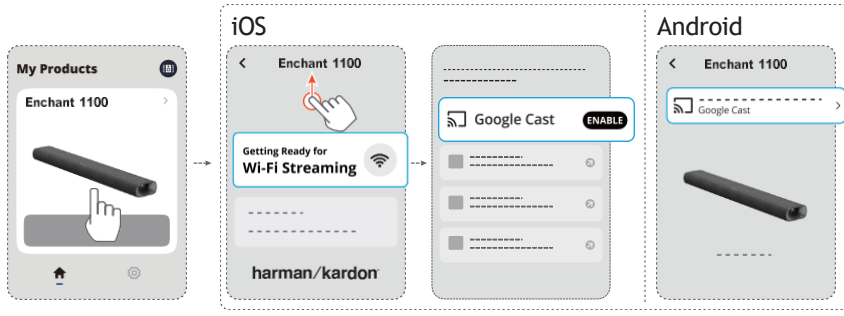 iOS
Android
My Products
Enchant 1100
Enchant 1100
Getting Ready for
Wi-Fi Streaming
harman/kardon
Google Cast
ENABLE
Enchant 1100
Google Cast